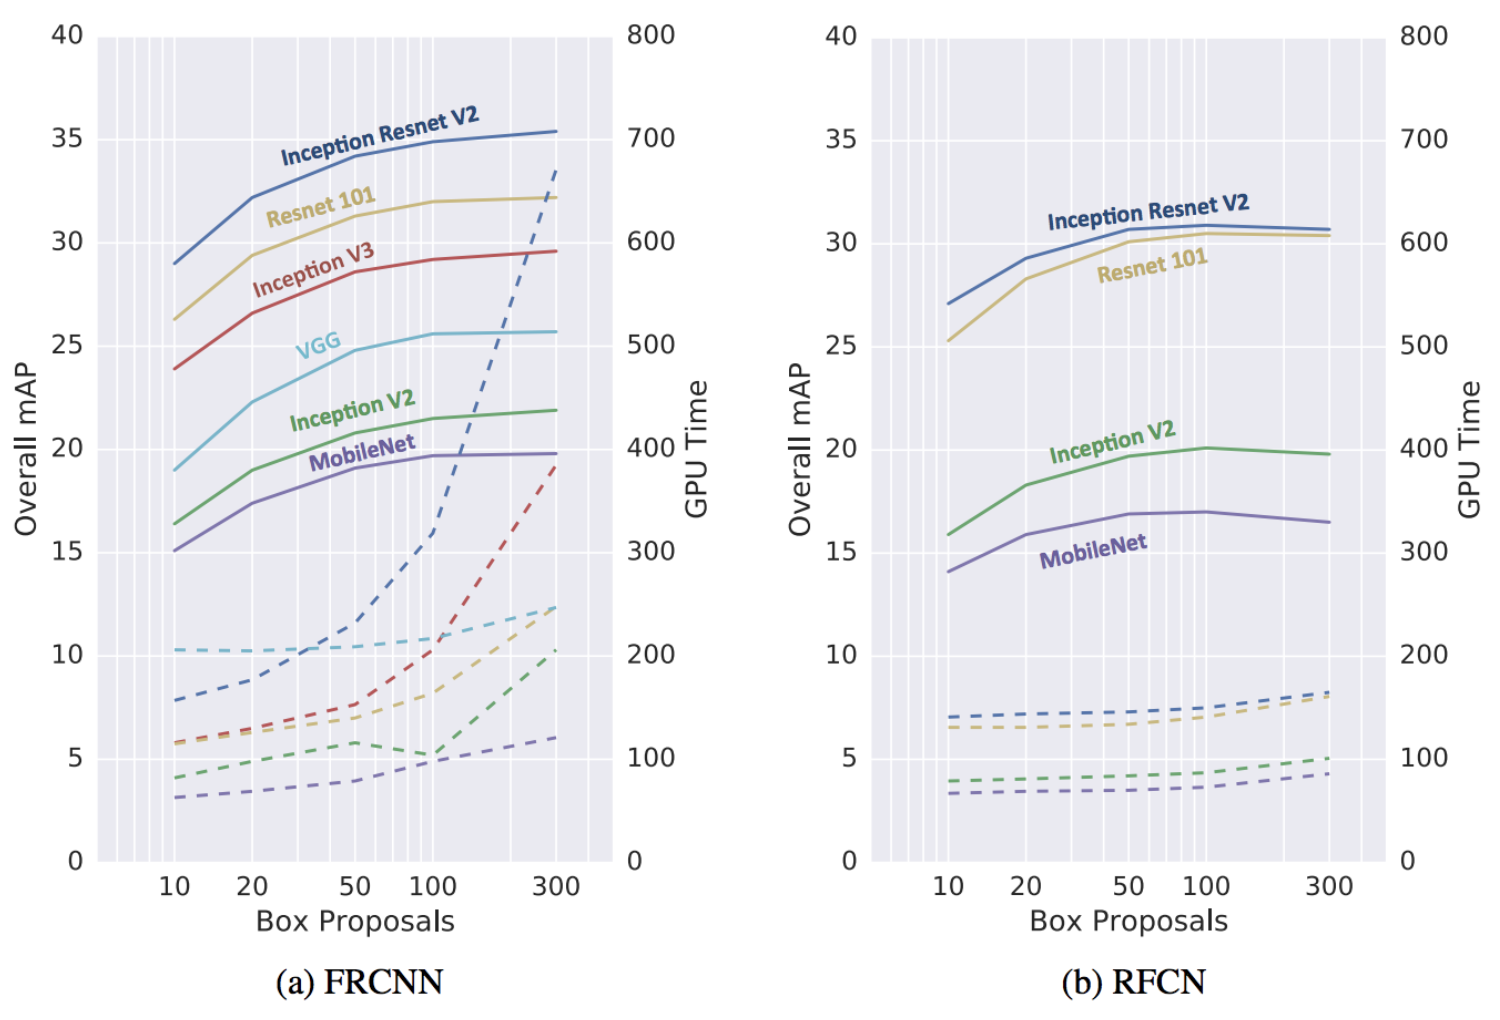 40
35
30
25
20
15
10
5
0
Overall mAP
Inception Resnet V2
Resnet 101
Inception V3
VGG
Inception V2
MobileNet
800
700
600
500
400
300
200
100
0
GPU Time
10 20 50 100 300
Box Proposals
(a) FRCNN
40
35
30
25
20
15
10
5
0
Overall mAP
Inception Resnet V2
Resnet 101
Inception V2
MobileNet
800
700
600
500
400
300
200
100
0
GPU Time
10 20 50 100 300
Box Proposals
(b) RFCN